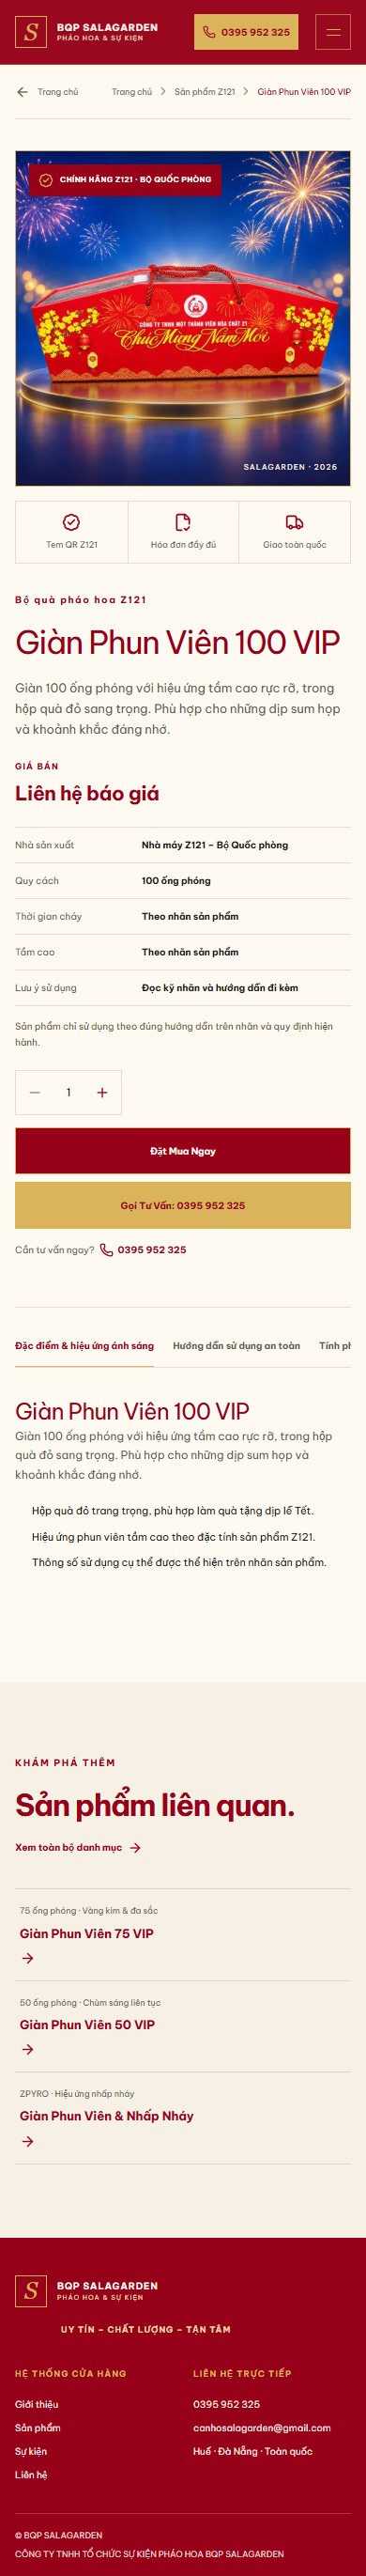 S
BQP SALAGARDEN
PHÁO HOA & SỰ KIỆN
0395 952 325
Trang chủ
Trang chủ
Sản phẩm Z121
Giàn Phun Viên 100 VIP
CHÍNH HÃNG Z121 · BỘ QUỐC PHÒNG
CÔNG TY TNHH MỘT THÀNH VIÊN HÓA CHẤT 21
Chúc Mừng Năm Mới
SALAGARDEN · 2026
Tem QR Z121
Hóa đơn đầy đủ
Giao toàn quốc
Bộ quà pháo hoa Z121
Giàn Phun Viên 100 VIP
Giàn 100 ống phóng với hiệu ứng tầm cao rực rỡ, trong
hộp quà đỏ sang trọng. Phù hợp cho những dịp sum họp
và khoảnh khắc đáng nhớ.
GIÁ BÁN
Liên hệ báo giá
Nhà sản xuất
Nhà máy Z121 – Bộ Quốc phòng
Quy cách
100 ống phóng
Thời gian cháy
Theo nhãn sản phẩm
Tầm cao
Theo nhãn sản phẩm
Lưu ý sử dụng
Đọc kỹ nhãn và hướng dẫn đi kèm
Sản phẩm chỉ sử dụng theo đúng hướng dẫn trên nhãn và quy định hiện
hành.
1
Đặt Mua Ngay
Gọi Tư Vấn: 0395 952 325
Cần tư vấn ngay? 0395 952 325
Đặc điểm & hiệu ứng ánh sáng
Hướng dẫn sử dụng an toàn
Tính ph
Giàn Phun Viên 100 VIP
Giàn 100 ống phóng với hiệu ứng tầm cao rực rỡ, trong hộp
quà đỏ sang trọng. Phù hợp cho những dịp sum họp và
khoảnh khắc đáng nhớ.
Hộp quà đỏ trang trọng, phù hợp làm quà tặng dịp lễ Tết.
Hiệu ứng phun viên tầm cao theo đặc tính sản phẩm Z121.
Thông số sử dụng cụ thể được thể hiện trên nhãn sản phẩm.
KHÁM PHÁ THÊM
Sản phẩm liên quan.
Xem toàn bộ danh mục
75 ống phóng · Vàng kim & đa sắc
Giàn Phun Viên 75 VIP
50 ống phóng · Chùm sáng liên tục
Giàn Phun Viên 50 VIP
ZPYRO · Hiệu ứng nhấp nháy
Giàn Phun Viên & Nhấp Nháy
S
BQP SALAGARDEN
PHÁO HOA & SỰ KIỆN
UY TÍN – CHẤT LƯỢNG – TẬN TÂM
HỆ THỐNG CỬA HÀNG
Giới thiệu
Sản phẩm
Sự kiện
Liên hệ
LIÊN HỆ TRỰC TIẾP
0395 952 325
canhosalagarden@gmail.com
Huế · Đà Nẵng · Toàn quốc
© BQP SALAGARDEN
CÔNG TY TNHH TỔ CHỨC SỰ KIỆN PHÁO HOA BQP SALAGARDEN